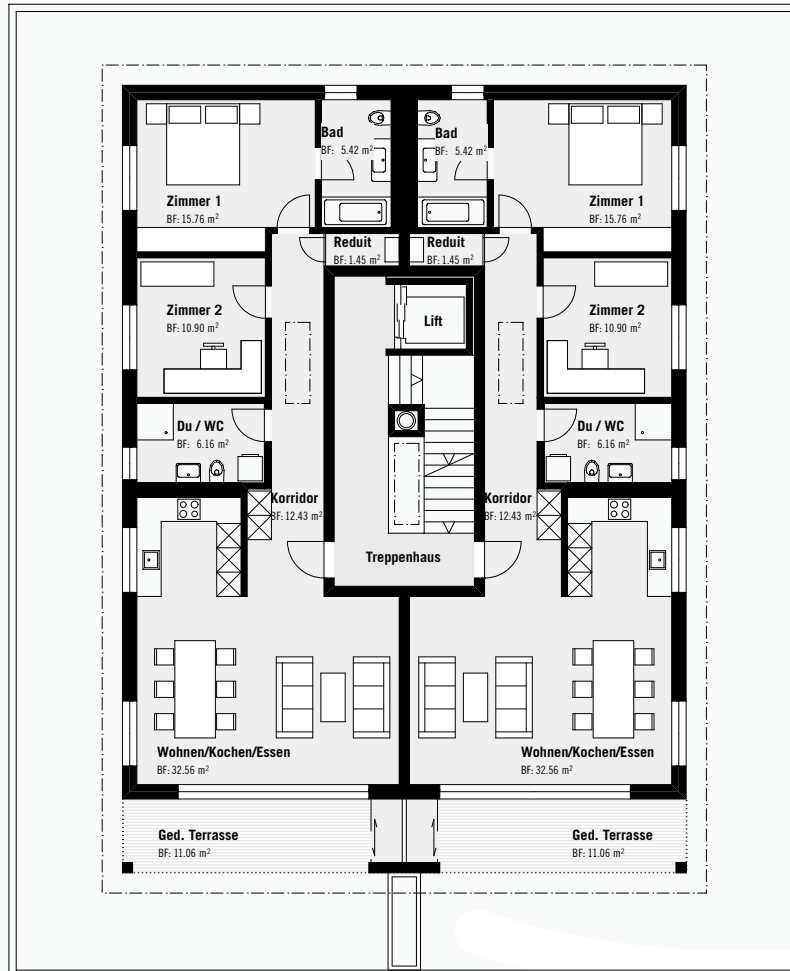 Bad
BF: 5.42 m²
Bad
BF: 5.42 m²
Zimmer 1
BF: 15.76 m²
Zimmer 1
BF: 15.76 m²
Reduit
BF: 1.45 m²
Reduit
BF: 1.45 m²
Zimmer 2
BF: 10.90 m²
Lift
Zimmer 2
BF: 10.90 m²
Du / WC
BF: 6.16 m²
Du / WC
BF: 6.16 m²
Korridor
BF: 12.43 m²
Korridor
BF: 12.43 m²
Treppenhaus
Wohnen/Kochen/Essen
BF: 32.56 m²
Wohnen/Kochen/Essen
BF: 32.56 m²
Ged. Terrasse
BF: 11.06 m²
Ged. Terrasse
BF: 11.06 m²